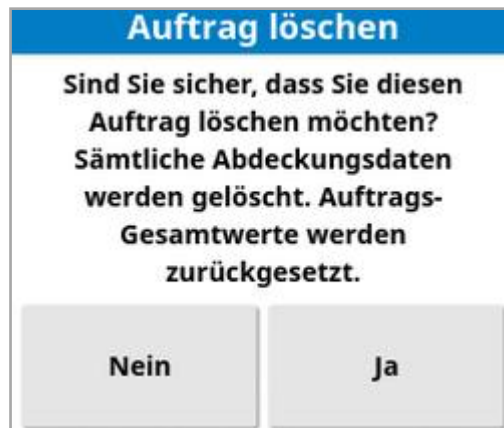 Auftrag löschen
Sind Sie sicher, dass Sie diesen
Auftrag löschen möchten?
Sämtliche Abdeckungsdaten
werden gelöscht. Auftrags-
Gesamtwerte werden
zurückgesetzt.
Nein
Ja